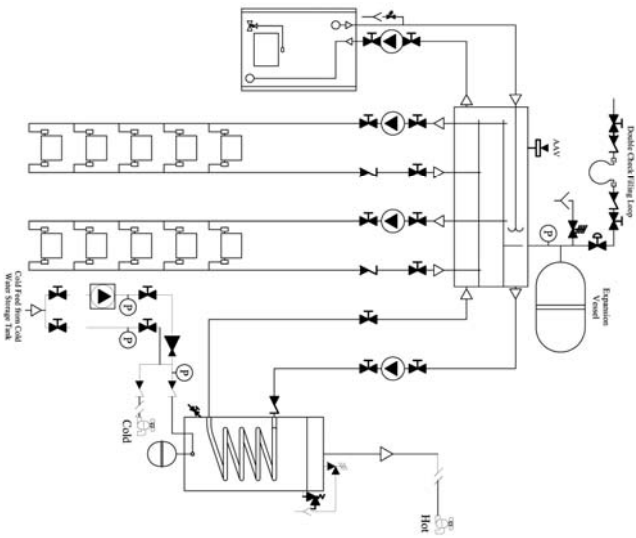 Double Check Filling Loop
AAV
P
Expansion
Vessel
Cold Feed from Cold
Water Storage Tank
P
P
P
Cold
Hot